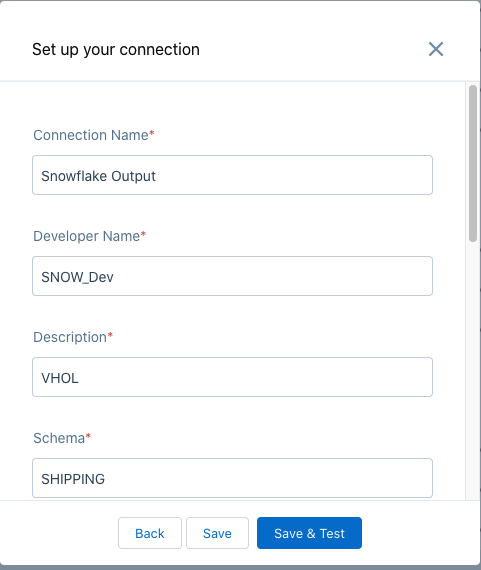 Set up your connection
Connection Name*
Snowflake Output
Developer Name*
SNOW_Dev
Description*
VHOL
Schema*
SHIPPING
Back Save Save & Test